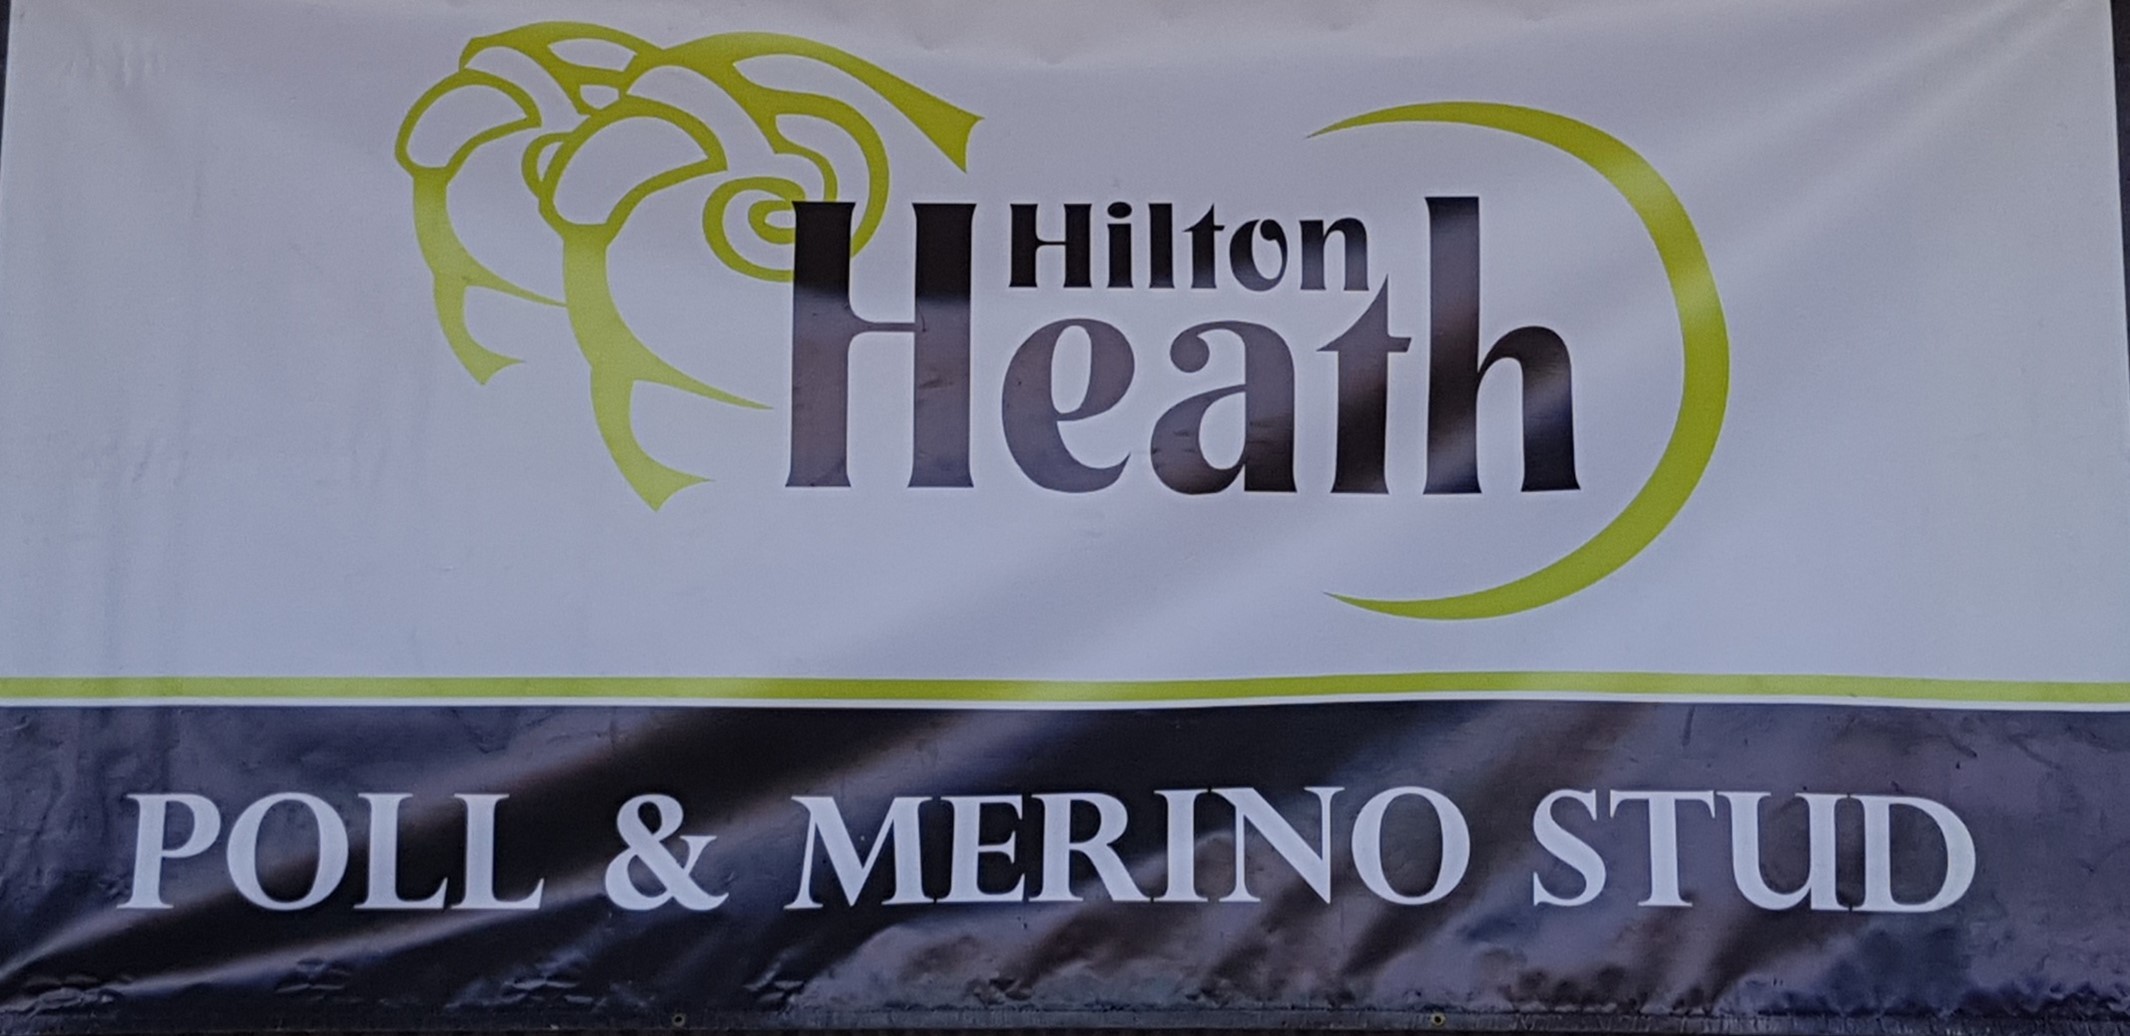 Hilton
Heath
POLL & MERINO STUD